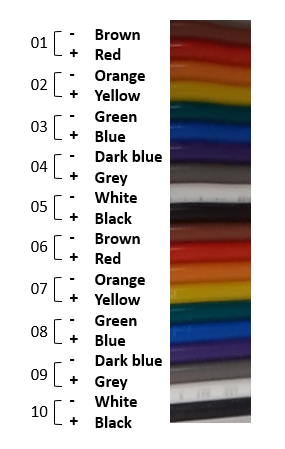 01 - Brown
+ Red
02 - Orange
+ Yellow
03 - Green
+ Blue
04 - Dark blue
+ Grey
05 - White
+ Black
06 - Brown
+ Red
07 - Orange
+ Yellow
08 - Green
+ Blue
09 - Dark blue
+ Grey
10 - White
+ Black